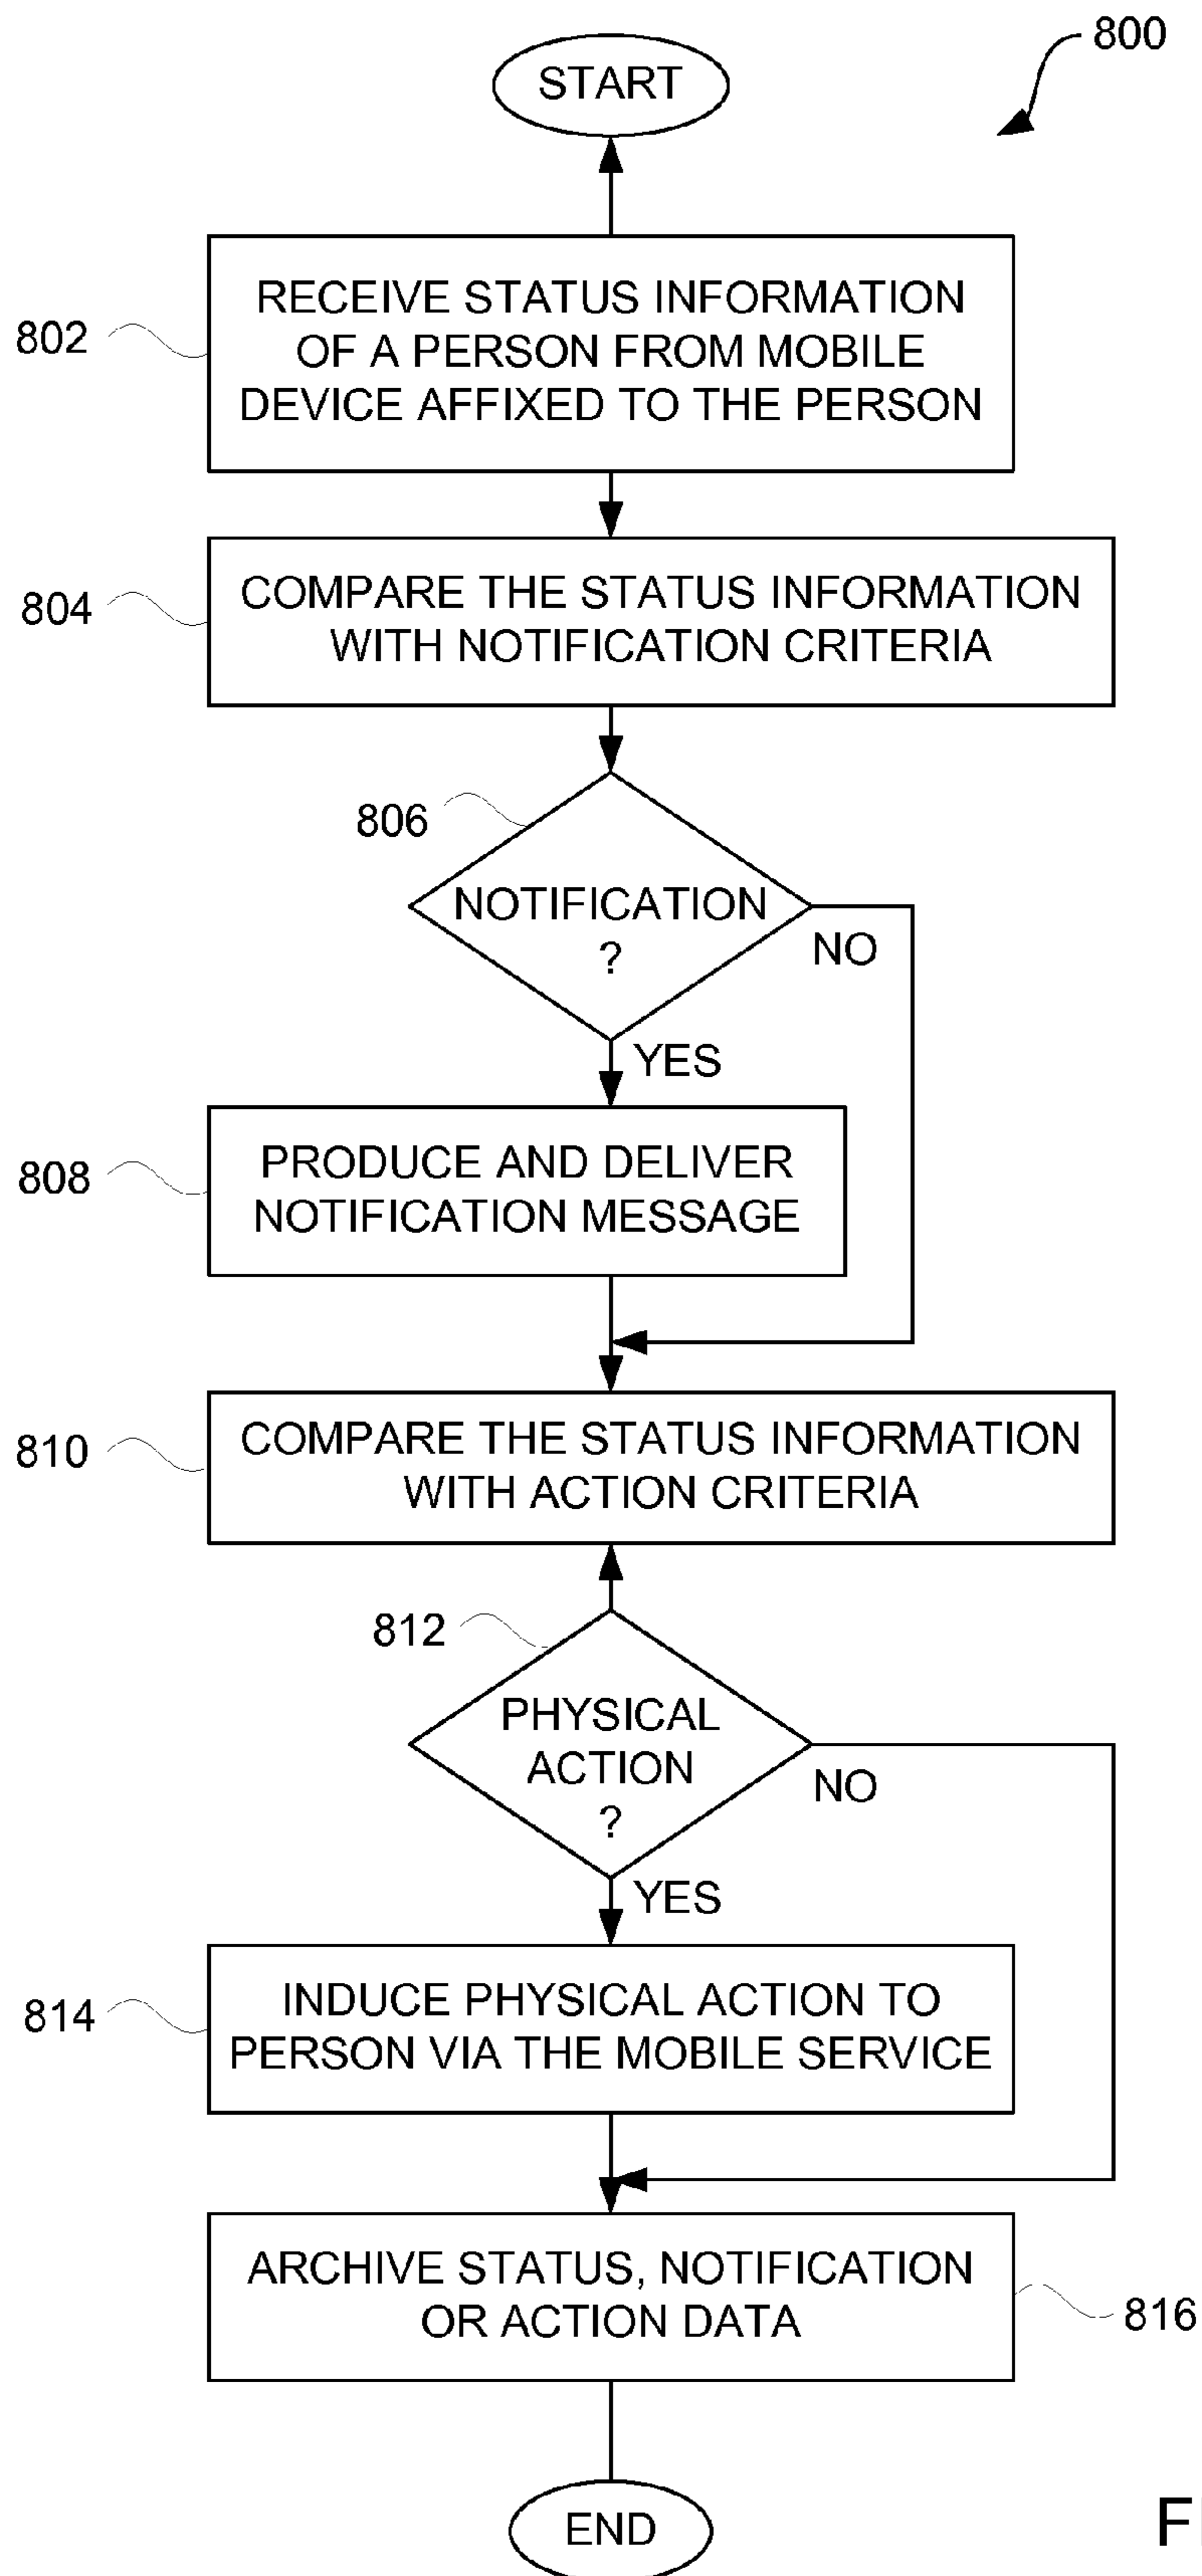 800
START
802
RECEIVE STATUS INFORMATION
OF A PERSON FROM MOBILE
DEVICE AFFIXED TO THE PERSON
804
COMPARE THE STATUS INFORMATION
WITH NOTIFICATION CRITERIA
806
NOTIFICATION
?
NO
YES
808
PRODUCE AND DELIVER
NOTIFICATION MESSAGE
810
COMPARE THE STATUS INFORMATION
WITH ACTION CRITERIA
812
PHYSICAL
ACTION
?
NO
YES
814
INDUCE PHYSICAL ACTION TO
PERSON VIA THE MOBILE SERVICE
ARCHIVE STATUS, NOTIFICATION
OR ACTION DATA
816
END